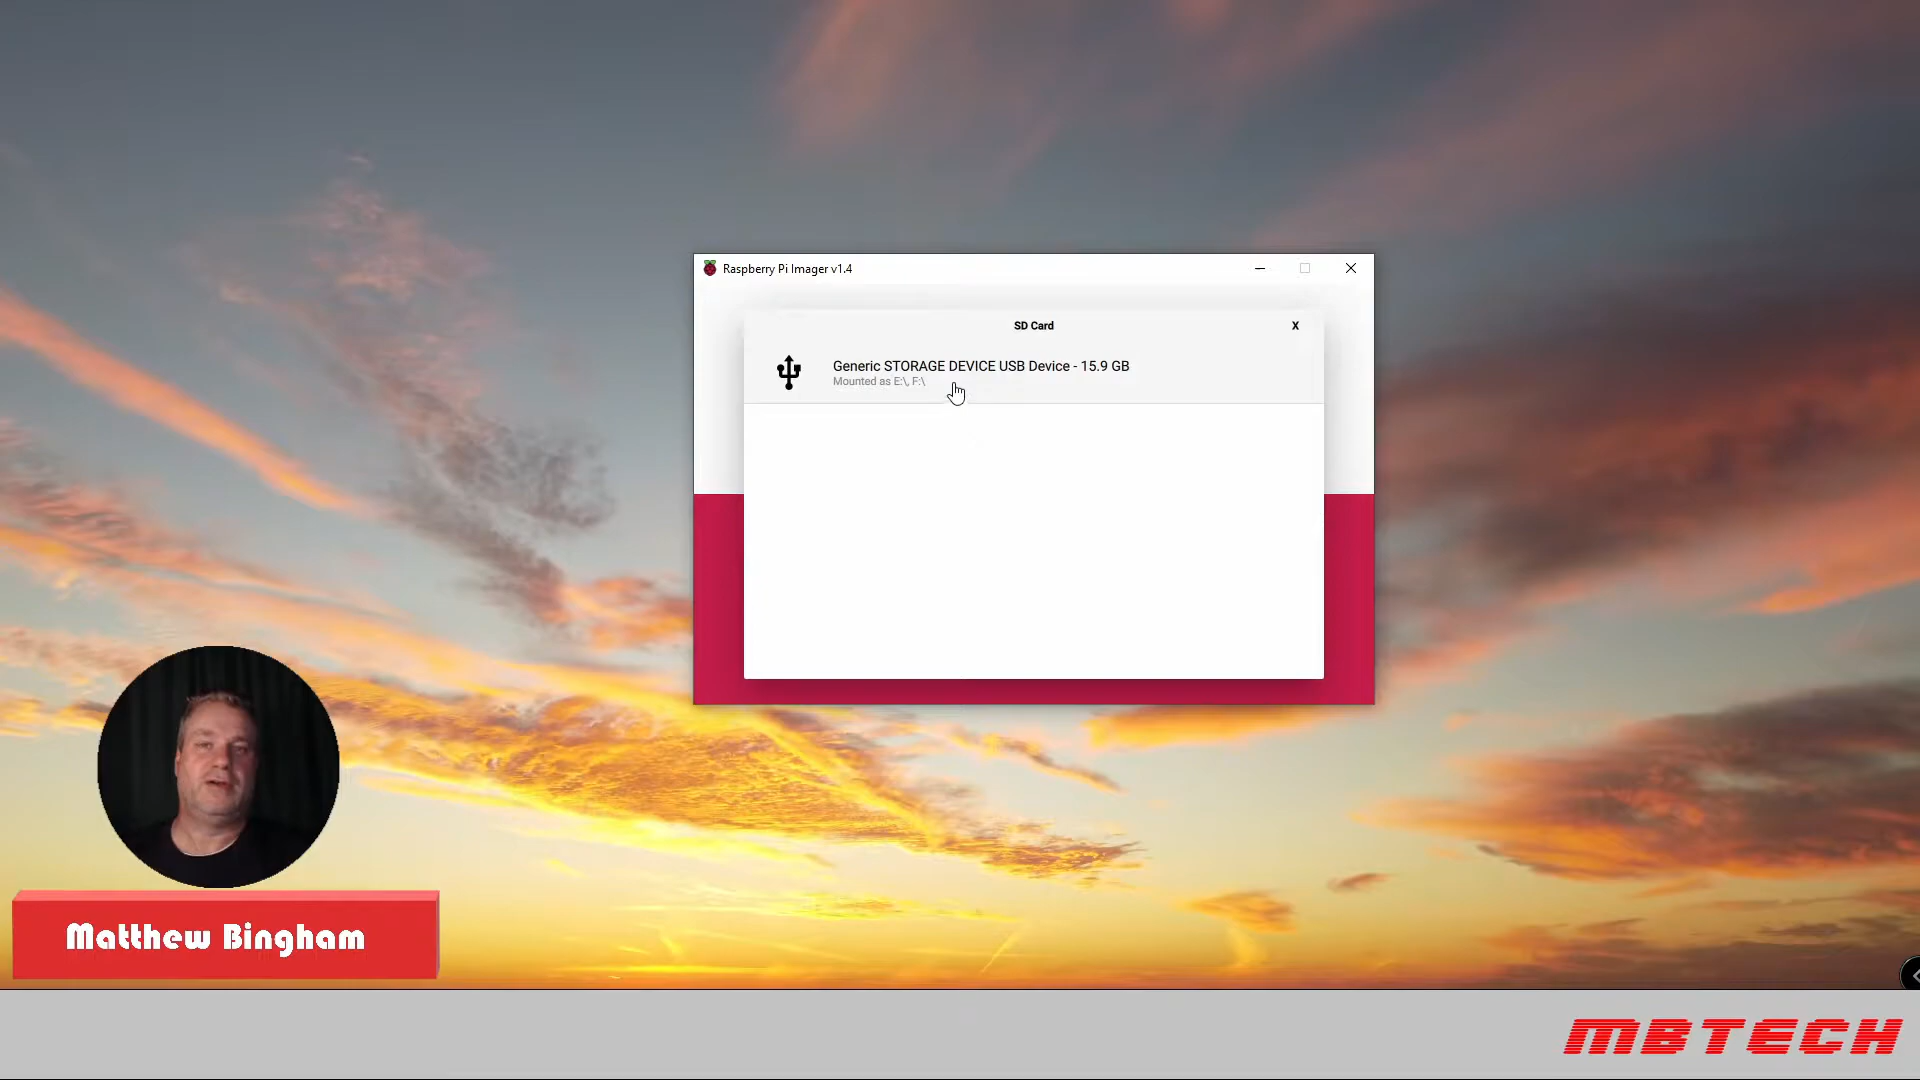 Raspberry Pi Imager v1.4
SD Card
X
Generic STORAGE DEVICE USB Device - 15.9 GB
Mounted as E:\, F:\
Matthew Bingham
MBTECH